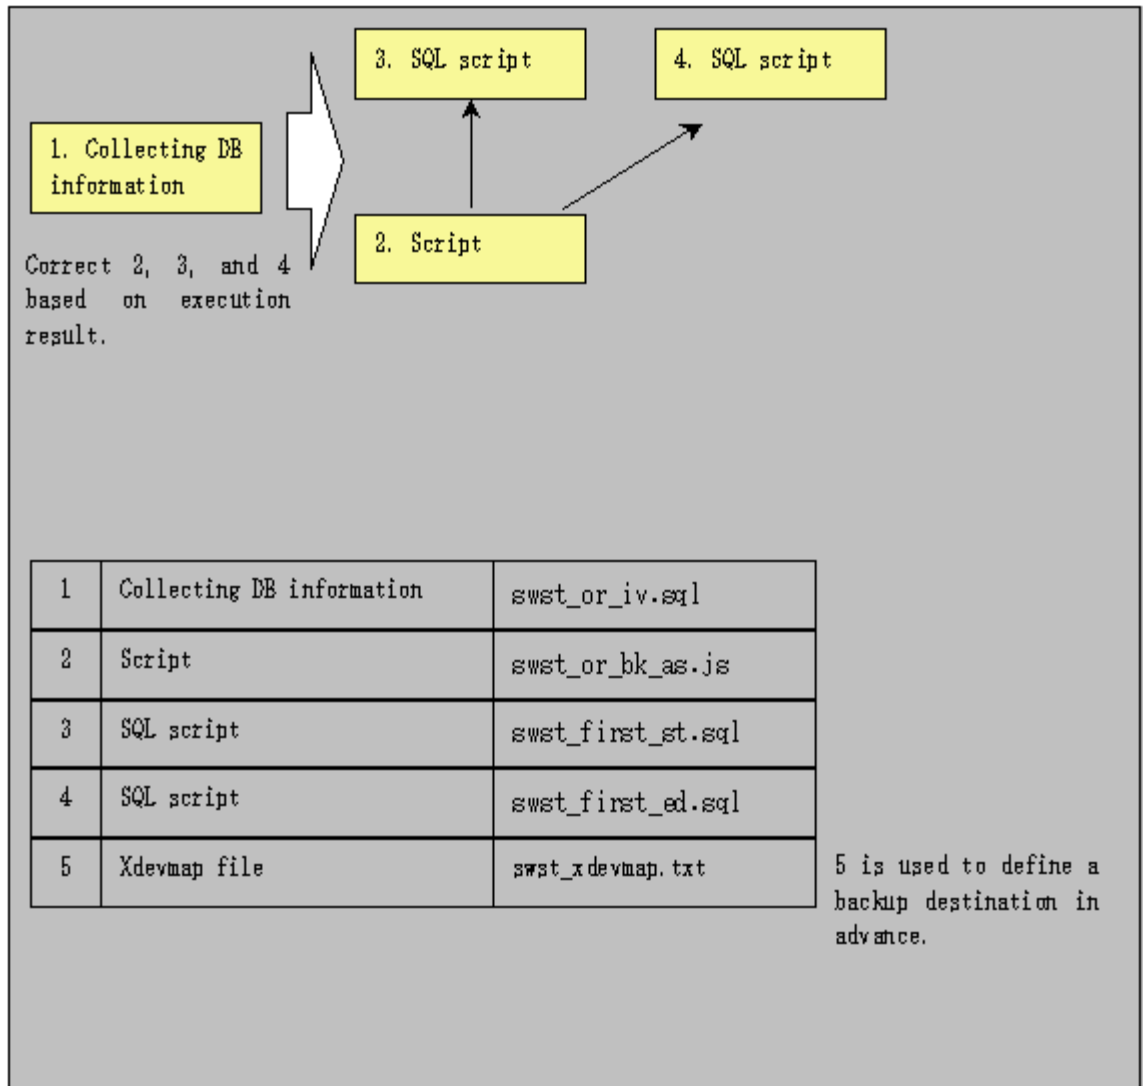 3. SQL script
4. SQL script
1. Collecting DB
information
2. Script
Correct 2, 3, and 4
based on execution
result.
1 Collecting DB information swst_or_iv.sql
2 Script swst_or_bk_as.js
3 SQL script swst_first_st.sql
4 SQL script swst_first_ed.sql
5 Xdevmap file swst_xdevmap.txt
5 is used to define a
backup destination in
advance.